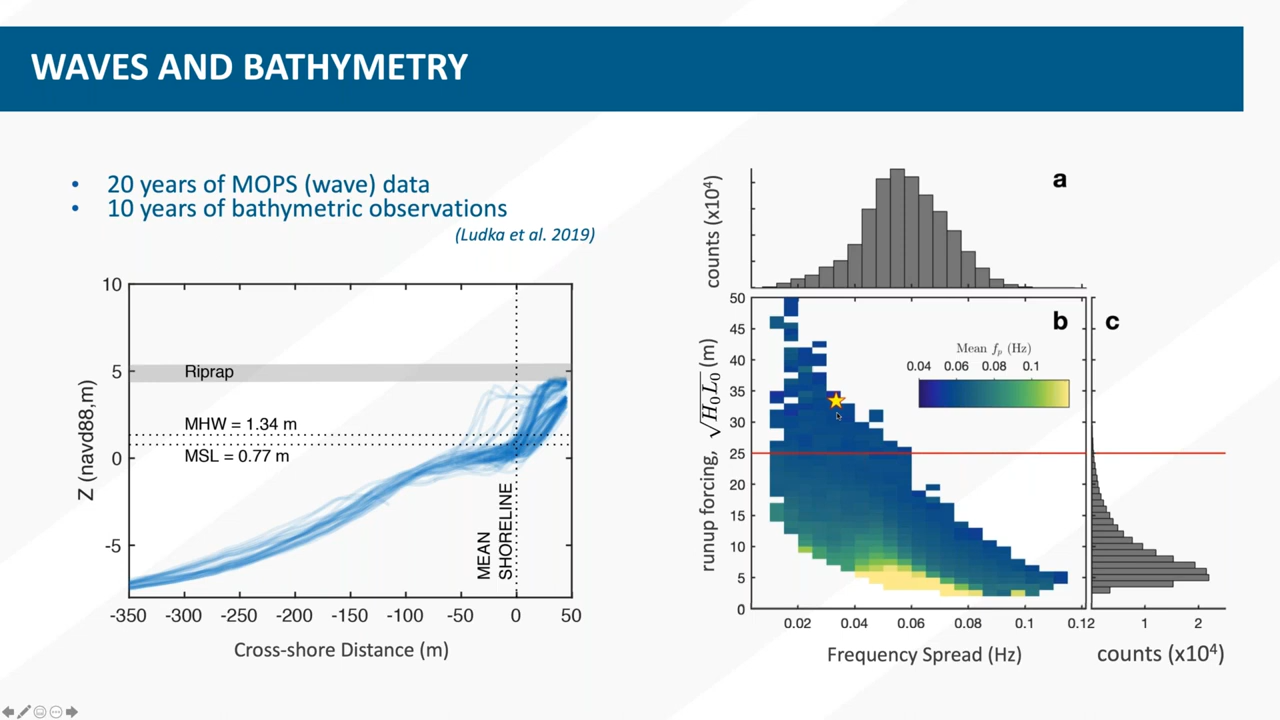 WAVES AND BATHYMETRY
• 20 years of MOPS (wave) data
• 10 years of bathymetric observations
(Ludka et al. 2019)
10
5
0
-5
Z (navd88,m)
Riprap
MHW = 1.34 m
MSL = 0.77 m
MEAN
SHORELINE
-350 -300 -250 -200 -150 -100 -50 0 50
Cross-shore Distance (m)
a
counts (x10⁴)
b
c
Mean fₚ (Hz)
0.04 0.06 0.08 0.1
50
45
40
35
30
25
20
15
10
5
0
runup forcing, √H₀L₀ (m)
0.02 0.04 0.06 0.08 0.1 0.12
Frequency Spread (Hz)
1 2
counts (x10⁴)